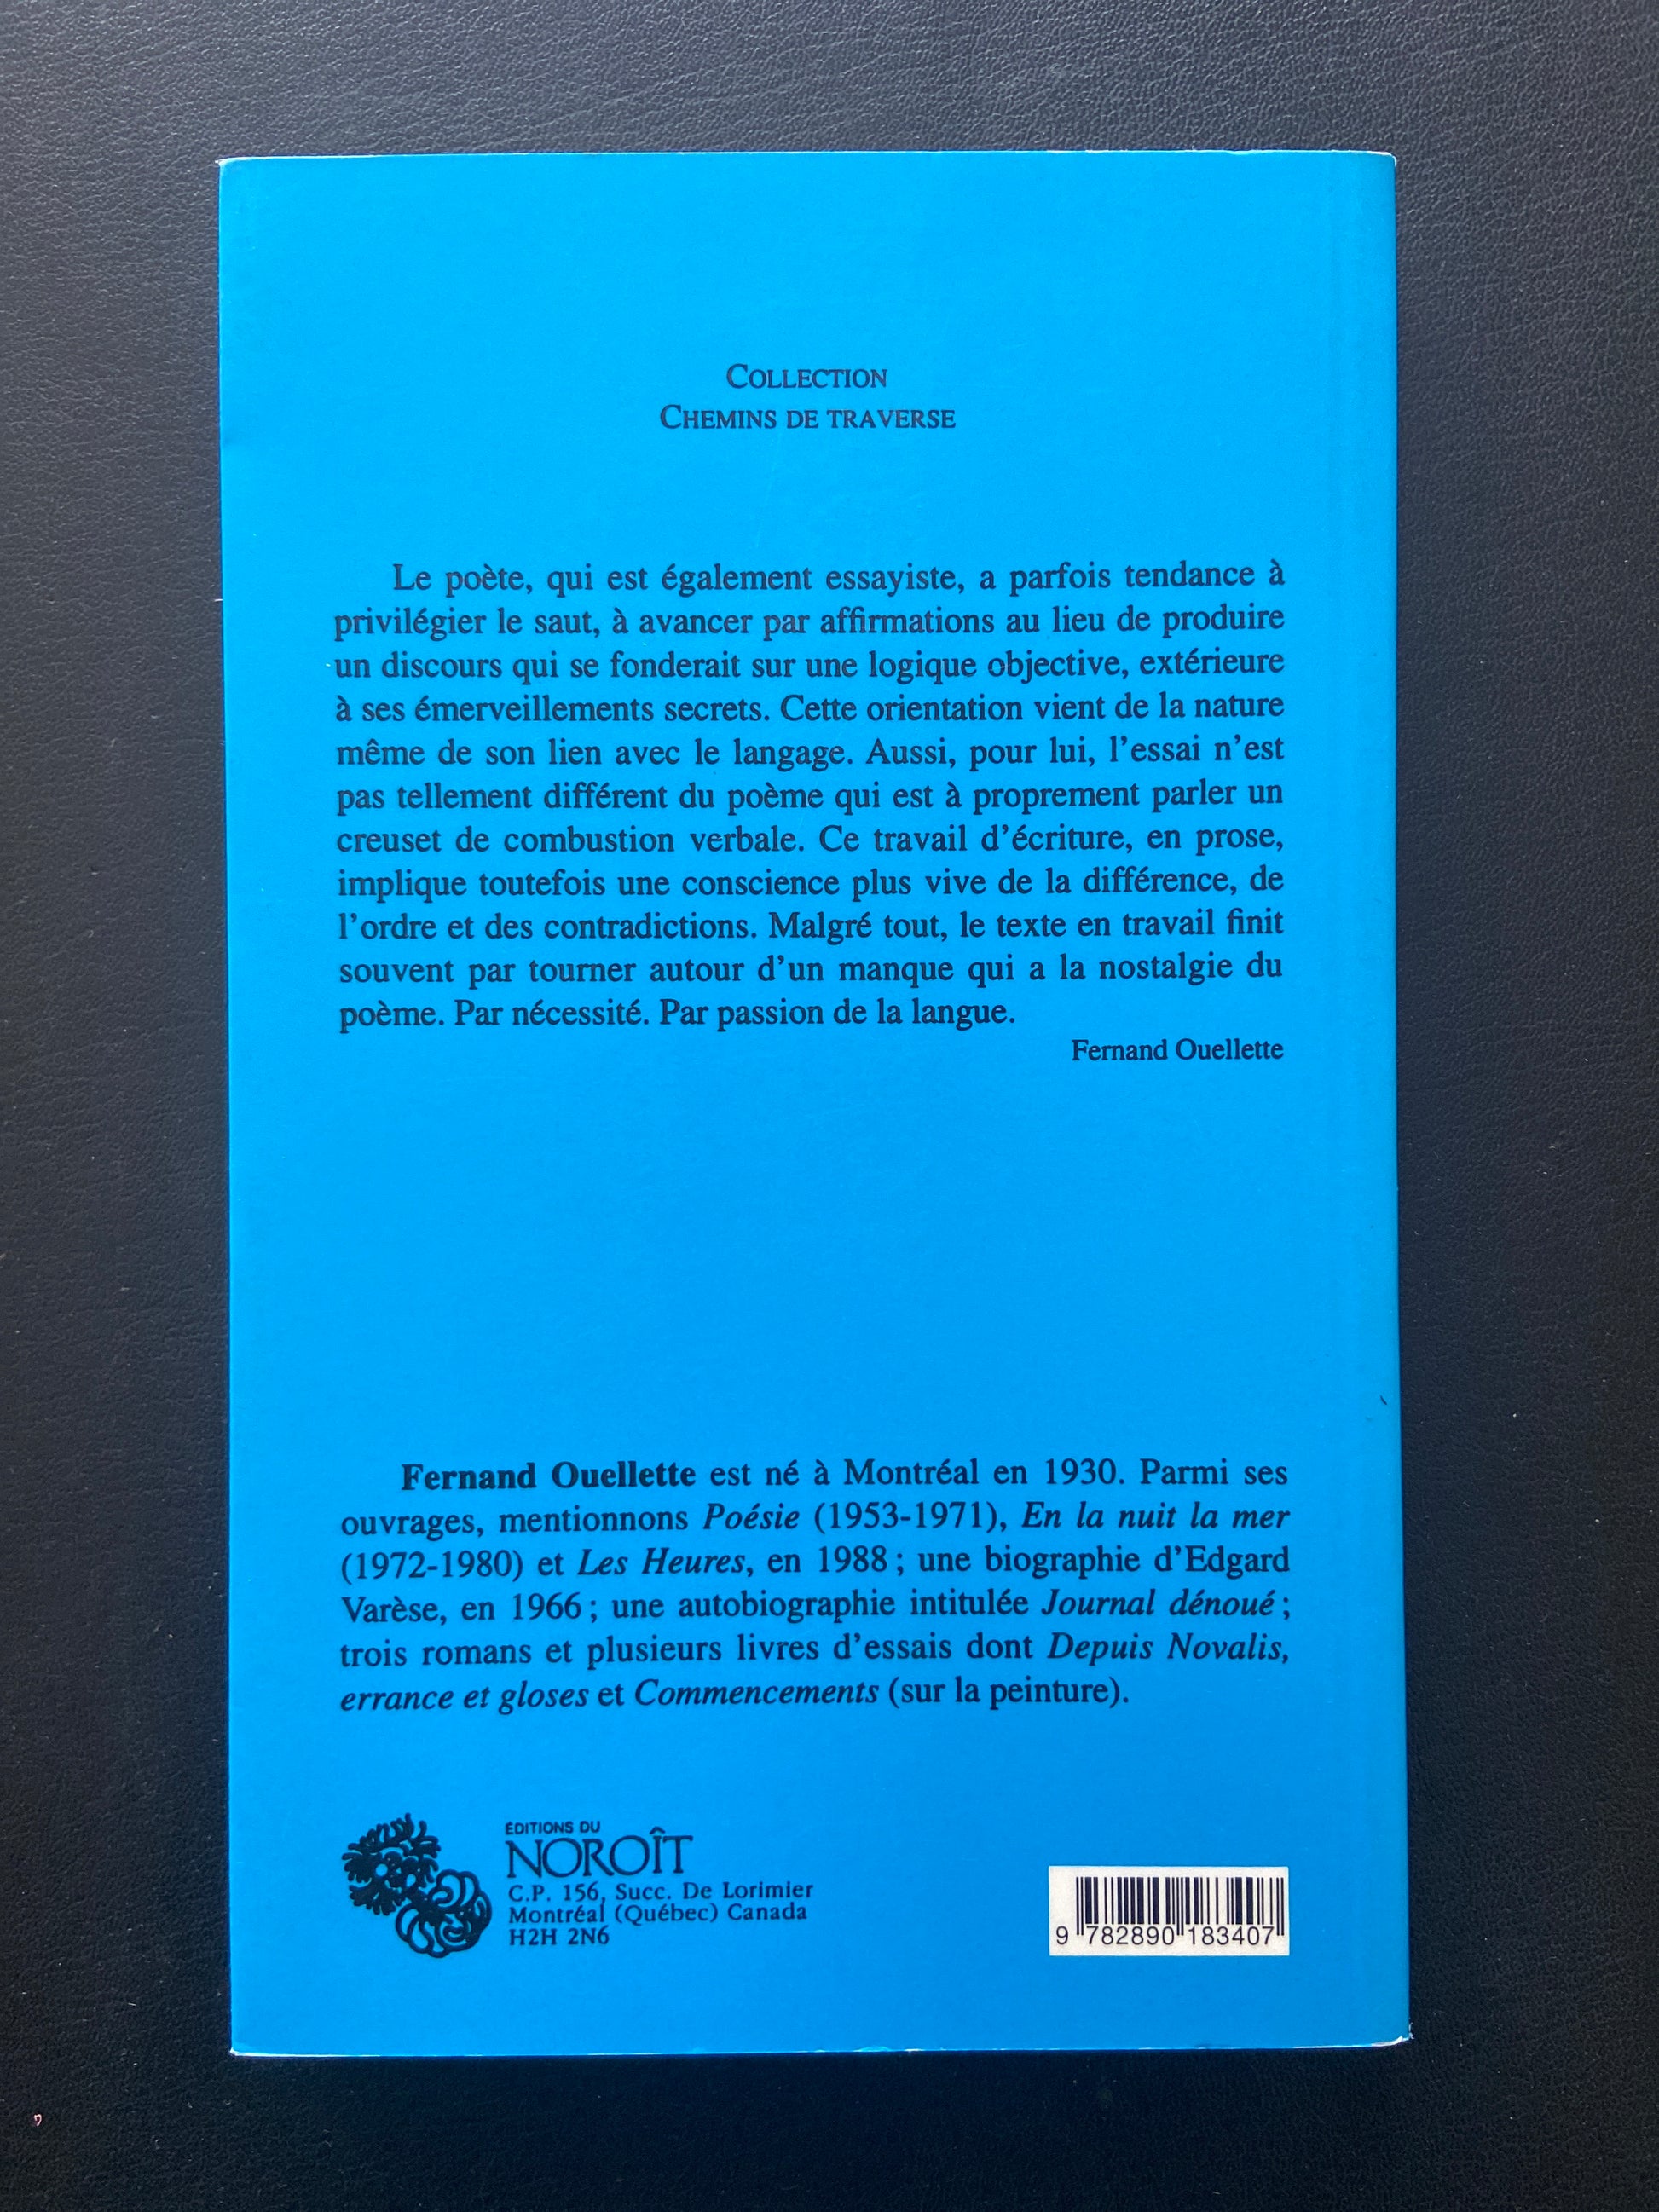 COLLECTION
CHEMINS DE TRAVERSE
Le poète, qui est également essayiste, a parfois tendance à
privilégier le saut, à avancer par affirmations au lieu de produire
un discours qui se fonderait sur une logique objective, extérieure
à ses émerveillements secrets. Cette orientation vient de la nature
même de son lien avec le langage. Aussi, pour lui, l’essai n’est
pas tellement différent du poème qui est à proprement parler un
creuset de combustion verbale. Ce travail d’écriture, en prose,
implique toutefois une conscience plus vive de la différence, de
l’ordre et des contradictions. Malgré tout, le texte en travail finit
souvent par tourner autour d’un manque qui a la nostalgie du
poème. Par nécessité. Par passion de la langue.
Fernand Ouellette
Fernand Ouellette est né à Montréal en 1930. Parmi ses
ouvrages, mentionnons Poésie (1953-1971), En la nuit la mer
(1972-1980) et Les Heures, en 1988 ; une biographie d’Edgard
Varèse, en 1966 ; une autobiographie intitulée Journal dénoué ;
trois romans et plusieurs livres d’essais dont Depuis Novalis,
errance et gloses et Commencements (sur la peinture).
ÉDITIONS DU
NOROÎT
C.P. 156, Succ. De Lorimier
Montréal (Québec) Canada
H2H 2N6
9 782890 183407